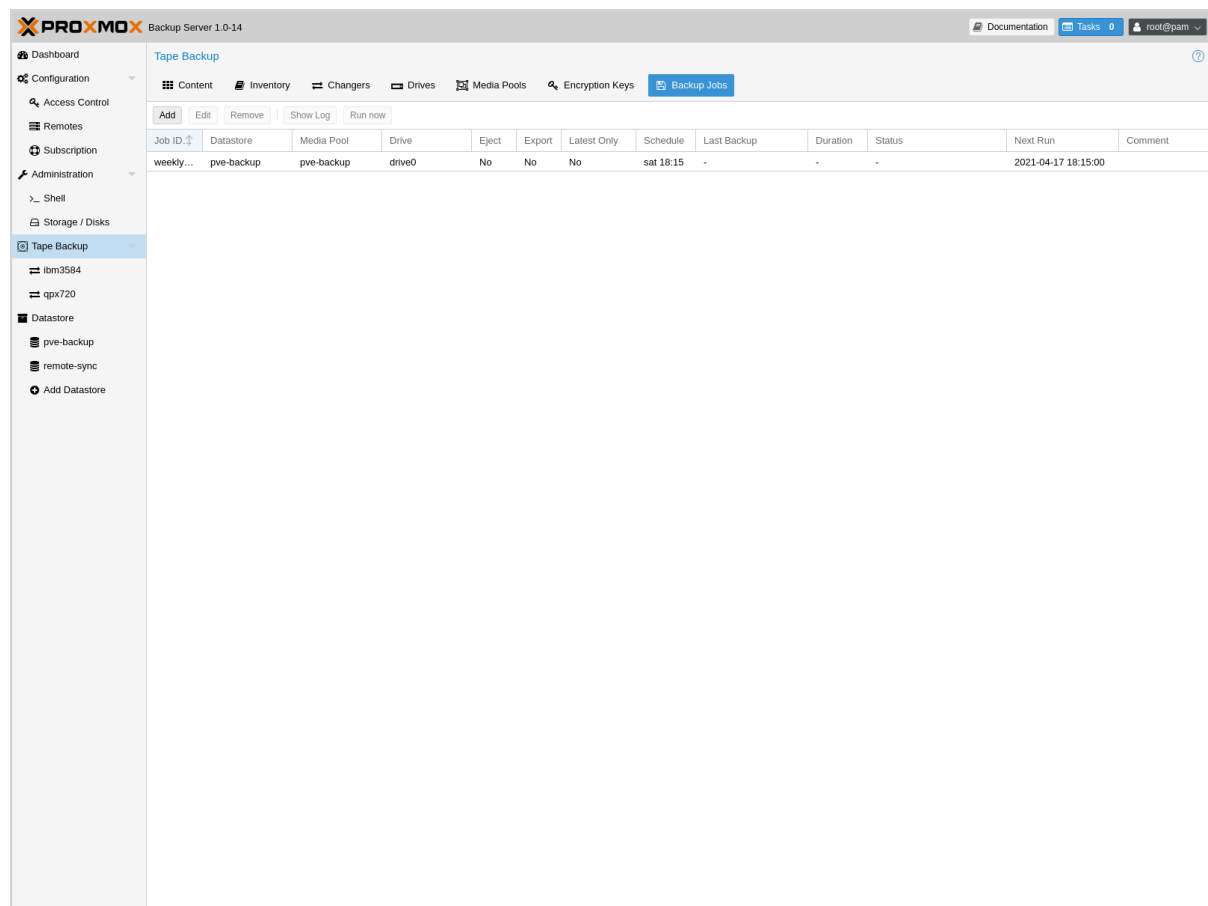 PROXMOX Backup Server 1.0-14 Documentation Tasks 0 root@pam
Dashboard
Configuration
Access Control
Remotes
Subscription
Administration
>_ Shell
Storage / Disks
Tape Backup
ibm3584
qpx720
Datastore
pve-backup
remote-sync
Add Datastore
Tape Backup ?
Content Inventory Changers Drives Media Pools Encryption Keys Backup Jobs
Add Edit Remove Show Log Run now
Job ID. Datastore Media Pool Drive Eject Export Latest Only Schedule Last Backup Duration Status Next Run Comment
weekly... pve-backup pve-backup drive0 No No No sat 18:15 - - - 2021-04-17 18:15:00